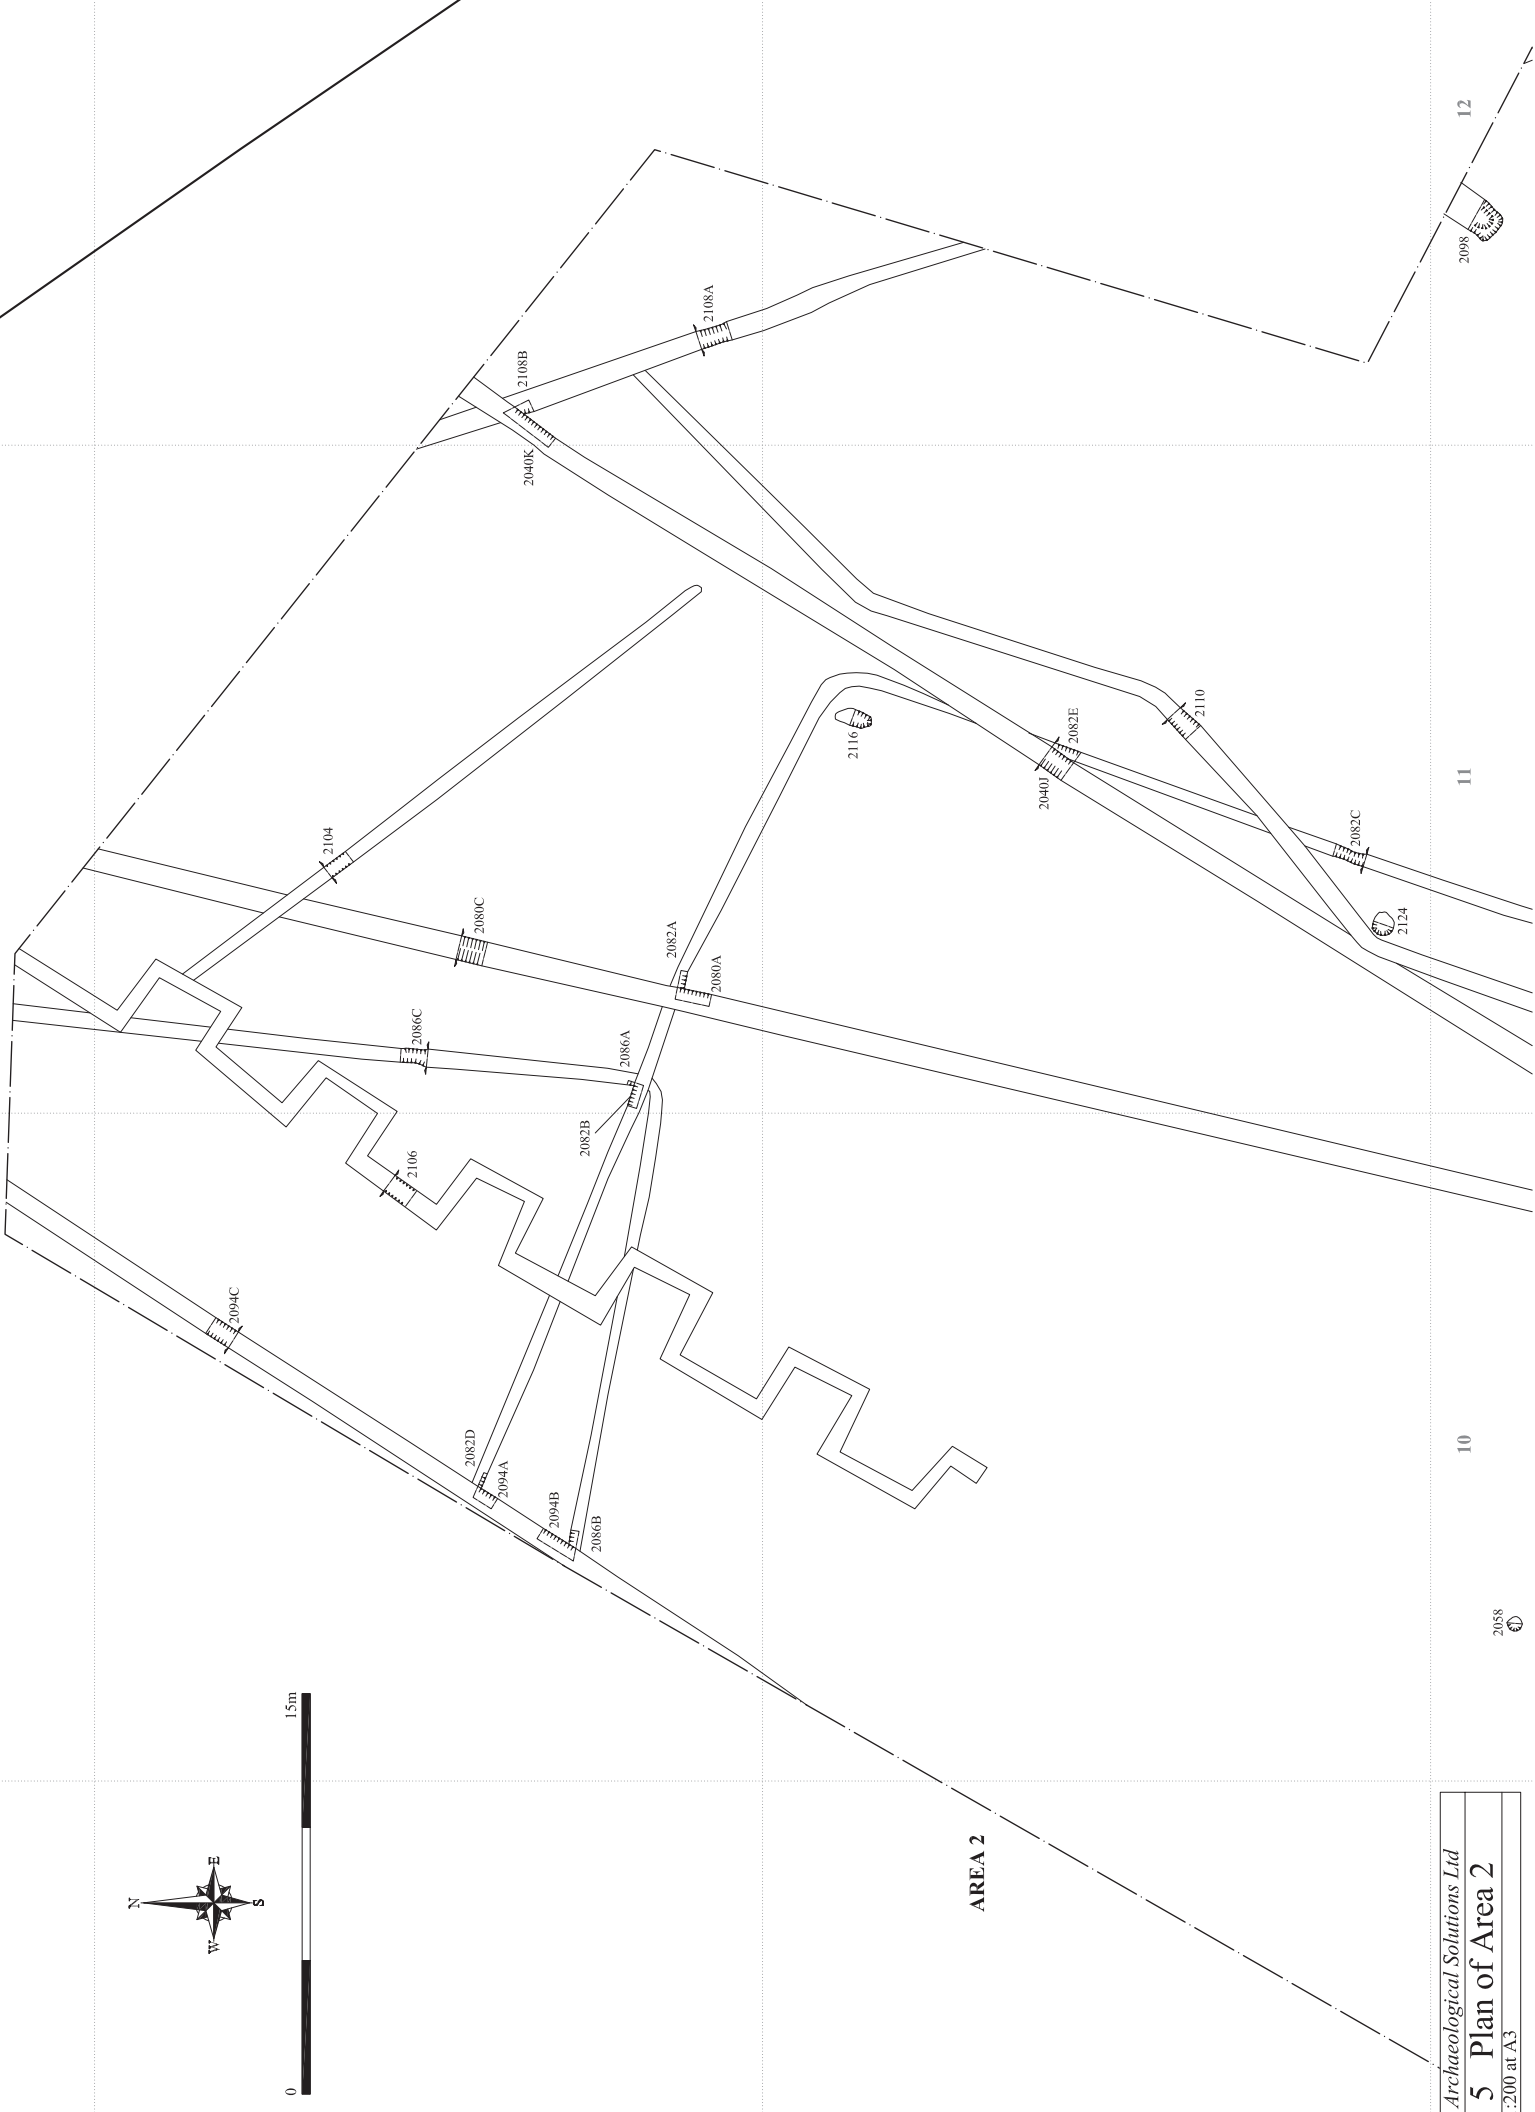 12
2098
2108A
2108B
2040K
2110
2082E
2116
2040J
11
2104
2082C
2080C
2124
2082A
2080A
2086C
2086A
2082B
2106
2094C
2082D
10
2094A
2094B
2086B
2058
15m
0
N
E
S
W
AREA 2
Archaeological Solutions Ltd
5 Plan of Area 2
:200 at A3